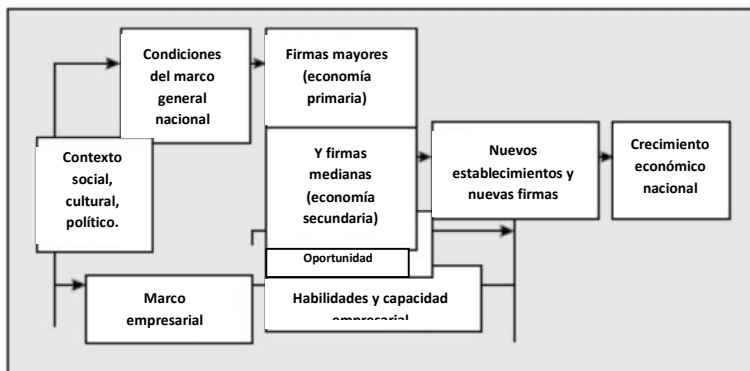 Condiciones
del marco
general
nacional
Firmas mayores
(economía
primaria)
Contexto
social,
cultural,
político.
Y firmas
medianas
(economía
secundaria)
Nuevos
establecimientos y
nuevas firmas
Crecimiento
económico
nacional
Oportunidad
Marco
empresarial
Habilidades y capacidad
empresarial